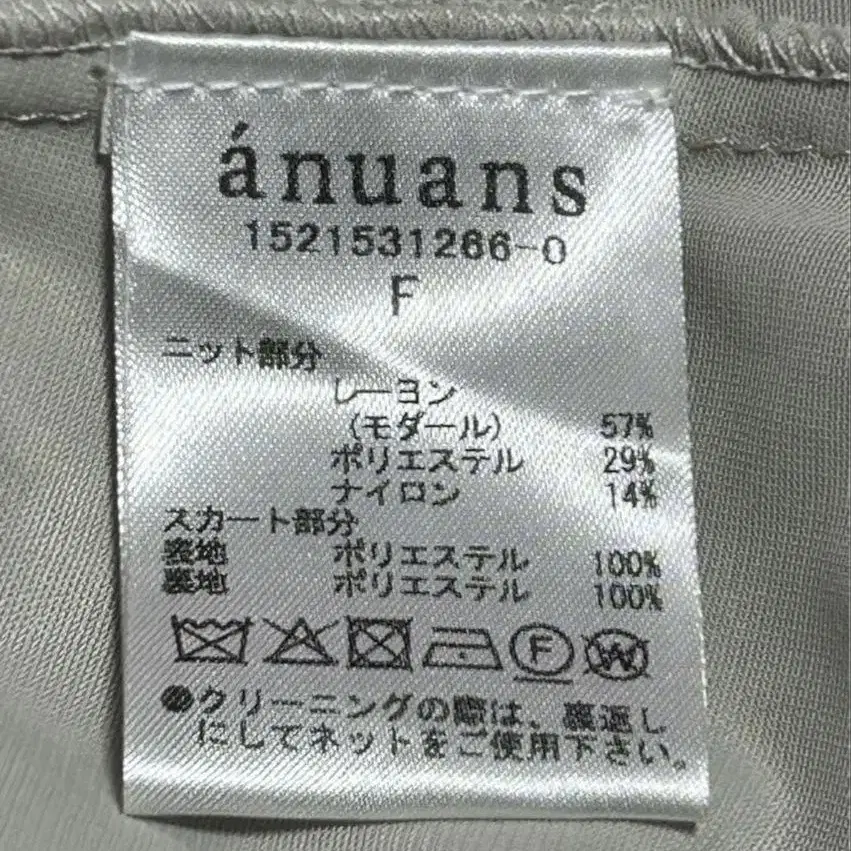 ánuans
1521531266-0
F
ニット部分
レーヨン
(モダール) 57%
ポリエステル 29%
ナイロン 14%
スカート部分
表地 ポリエステル 100%
裏地 ポリエステル 100%
F W
●クリーニングの際は、裏返し
にしてネットをご使用下さい。